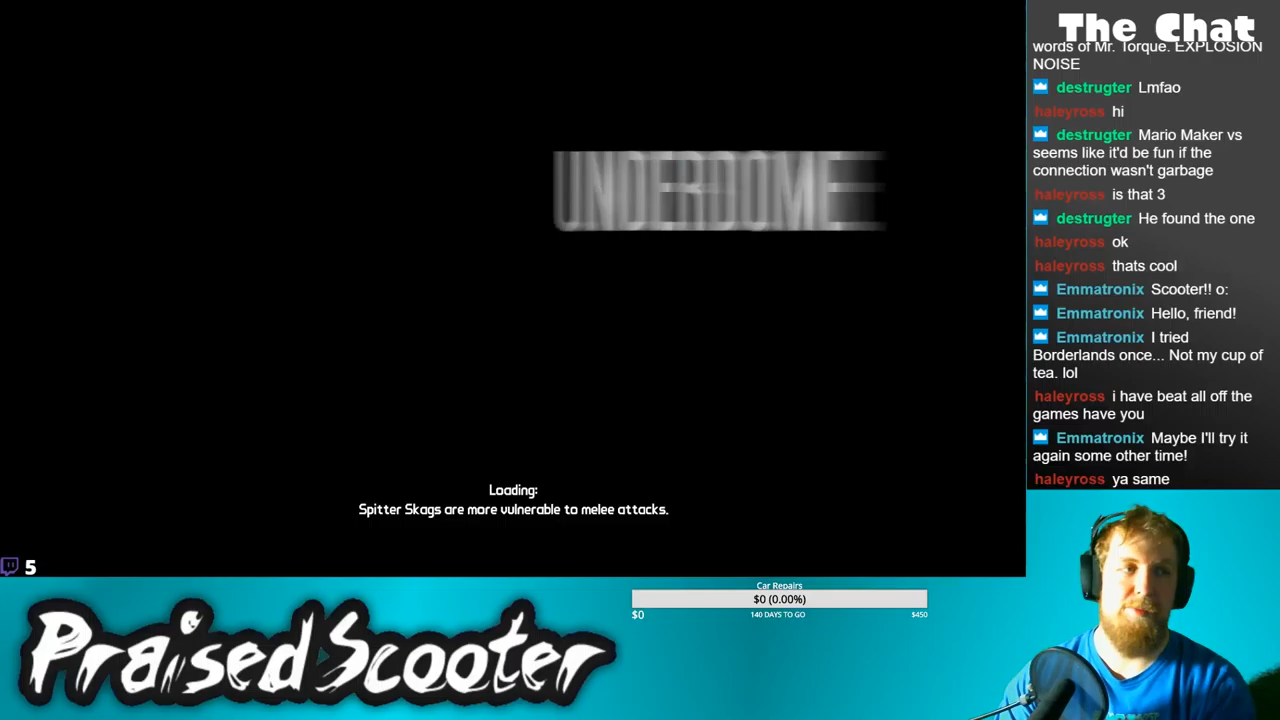 The Chat
words of Mr. Torque. EXPLOSION
NOISE
destrugter Lmfao
haleyross hi
destrugter Mario Maker vs
seems like it'd be fun if the
connection wasn't garbage
haleyross is that 3
destrugter He found the one
haleyross ok
haleyross thats cool
Emmatronix Scooter!! o:
Emmatronix Hello, friend!
Emmatronix I tried
Borderlands once... Not my cup of
tea. lol
haleyross i have beat all off the
games have you
Emmatronix Maybe I'll try it
again some other time!
haleyross ya same
UNDERDOME
Loading:
Spitter Skags are more vulnerable to melee attacks.
5
Car Repairs
$0 (0.00%)
$0 140 DAYS TO GO $450
PraisedScooter